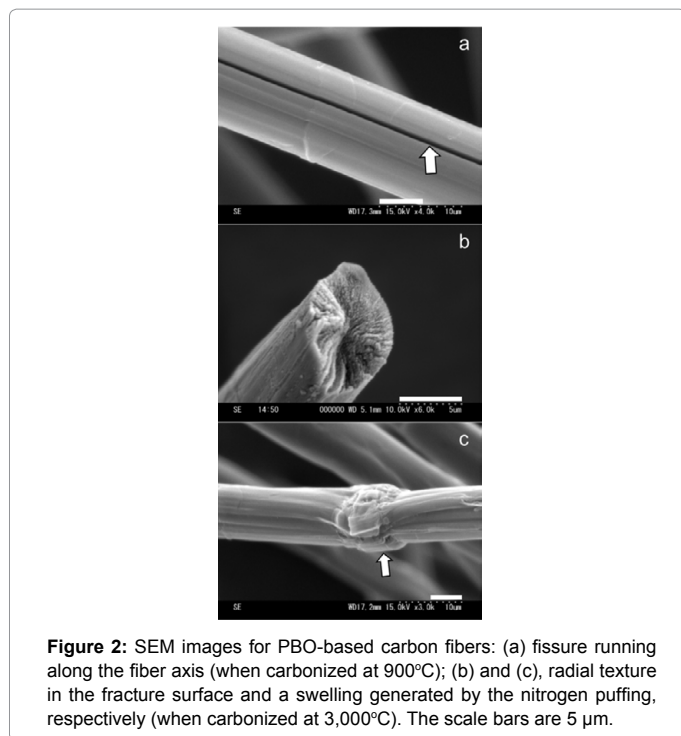 a
SE WD17.3mm 15.0kV x4.0k 10um
b
SE 14:50 000000 WD 5.1mm 10.0kV x6.0k 5um
c
SE WD17.2mm 15.0kV x3.0k 10um
Figure 2: SEM images for PBO-based carbon fibers: (a) fissure running
along the fiber axis (when carbonized at 900°C); (b) and (c), radial texture
in the fracture surface and a swelling generated by the nitrogen puffing,
respectively (when carbonized at 3,000°C). The scale bars are 5 µm.